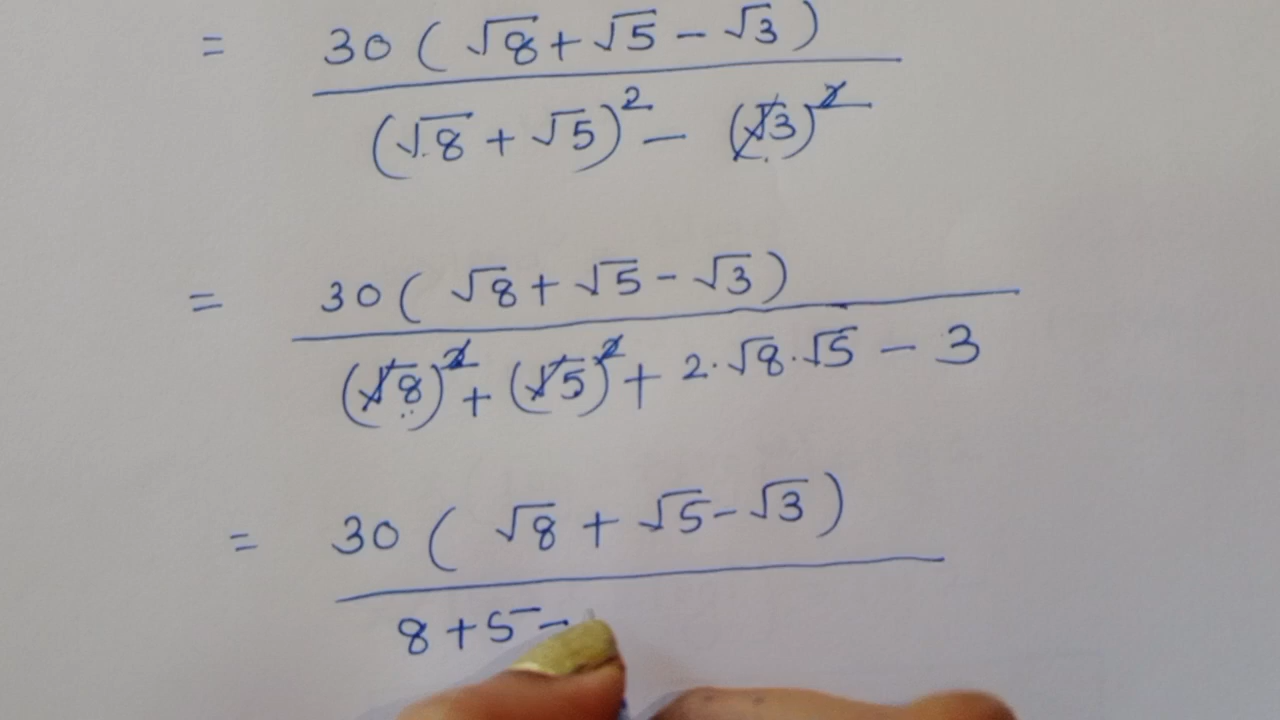 = 30 ( √8 + √5 - √3 )
(√8 + √5)² - (√3)²
= 30 ( √8 + √5 - √3 )
(√8)² + (√5)² + 2·√8·√5 - 3
= 30 ( √8 + √5 - √3 )
8 + 5 -